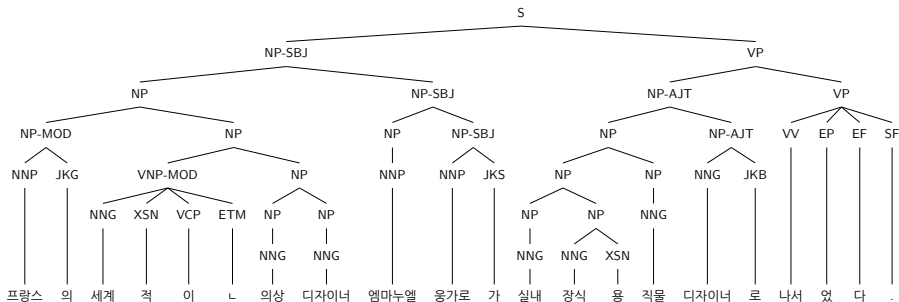 S
NP-SBJ VP
NP NP-SBJ NP-AJT VP
NP-MOD NP NP NP-SBJ NP NP-AJT VV EP EF SF
NNP JKG VNP-MOD NP NNP NNP JKS NP NP NNG JKB
NNG XSN VCP ETM NP NP NP NP NNG
NNG NNG NNG NNG XSN
프랑스 의 세계 적 이 ㄴ 의상 디자이너 엠마누엘 웅가로 가 실내 장식 용 직물 디자이너 로 나서 었 다 .